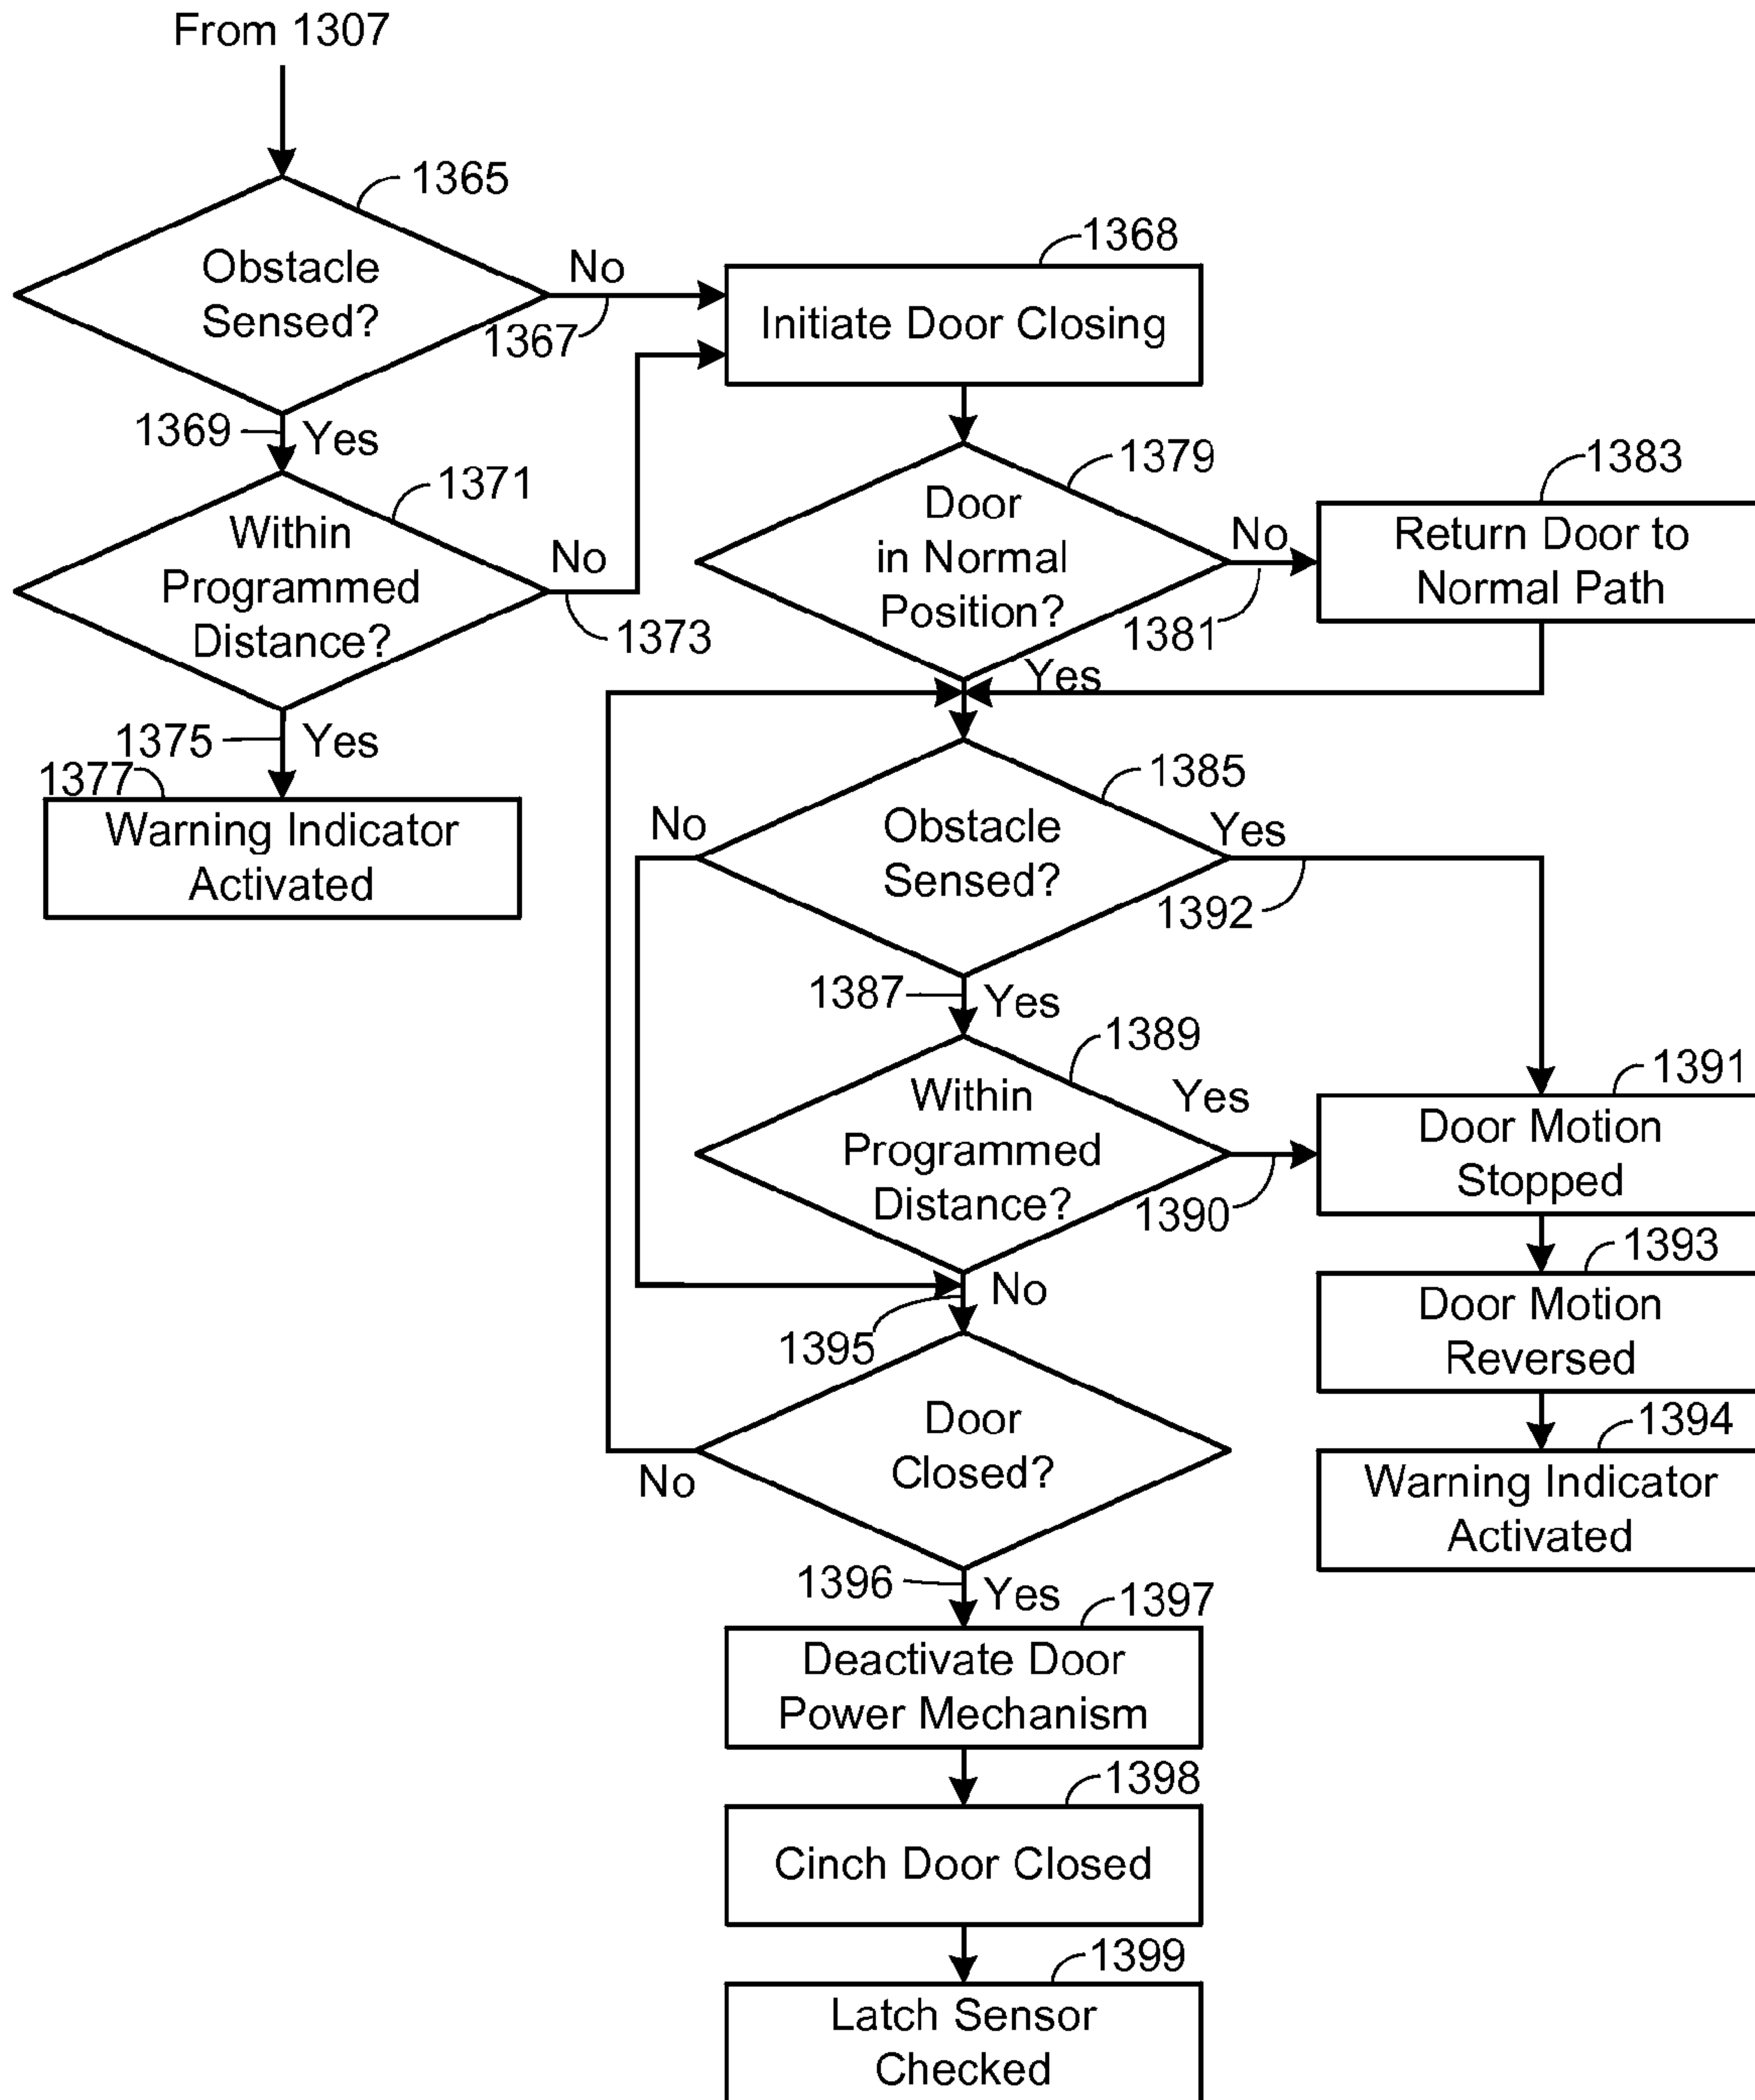 From 1307
1365
Obstacle
Sensed?
No
1367
1368
Initiate Door Closing
1369
Yes
1371
Within
Programmed
Distance?
No
1373
1375
Yes
1377
Warning Indicator
Activated
1379
Door
in Normal
Position?
No
1381
1383
Return Door to
Normal Path
Yes
1385
Obstacle
Sensed?
No
Yes
1392
1387
Yes
1389
Within
Programmed
Distance?
Yes
1390
1391
Door Motion
Stopped
1393
Door Motion
Reversed
1394
Warning Indicator
Activated
No
1395
Door
Closed?
No
1396
Yes
1397
Deactivate Door
Power Mechanism
1398
Cinch Door Closed
1399
Latch Sensor
Checked